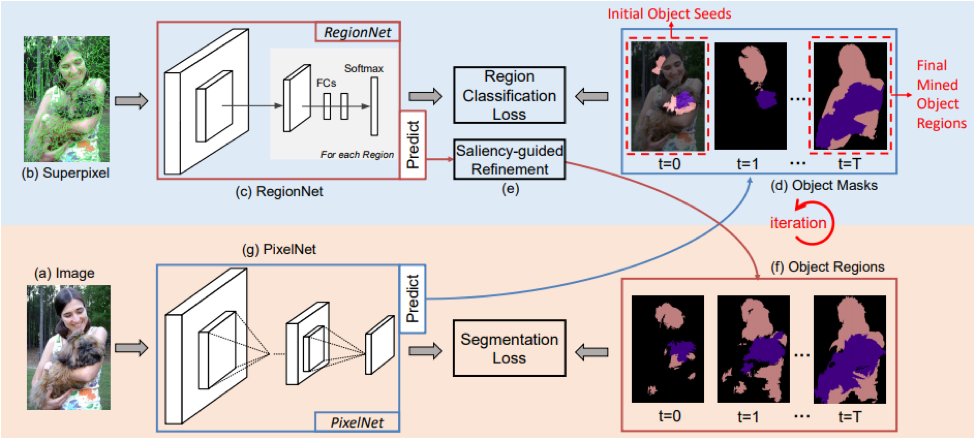 Initial Object Seeds
RegionNet
Softmax
FCs
For each Region
Predict
Region
Classification
Loss
Final
Mined
Object
Regions
t=0
t=1
...
...
t=T
(b) Superpixel
(c) RegionNet
Saliency-guided
Refinement
(e)
(d) Object Masks
iteration
(g) PixelNet
(a) Image
Predict
(f) Object Regions
Segmentation
Loss
PixelNet
...
t=0
t=1
...
t=T